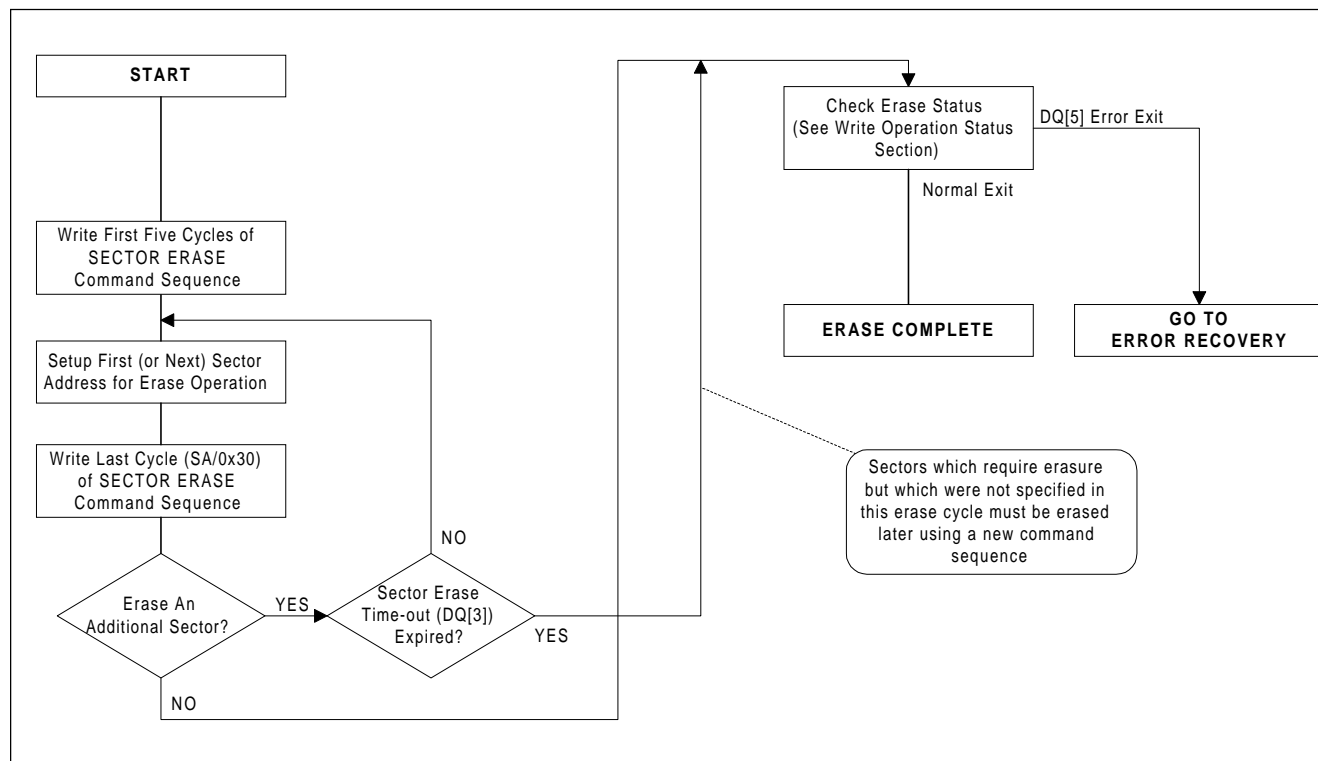 START
Write First Five Cycles of
SECTOR ERASE
Command Sequence
Setup First (or Next) Sector
Address for Erase Operation
Write Last Cycle (SA/0x30)
of SECTOR ERASE
Command Sequence
Erase An
Additional Sector?
YES
NO
Sector Erase
Time-out (DQ[3])
Expired?
NO
YES
Check Erase Status
(See Write Operation Status
Section)
DQ[5] Error Exit
Normal Exit
ERASE COMPLETE
GO TO
ERROR RECOVERY
Sectors which require erasure
but which were not specified in
this erase cycle must be erased
later using a new command
sequence